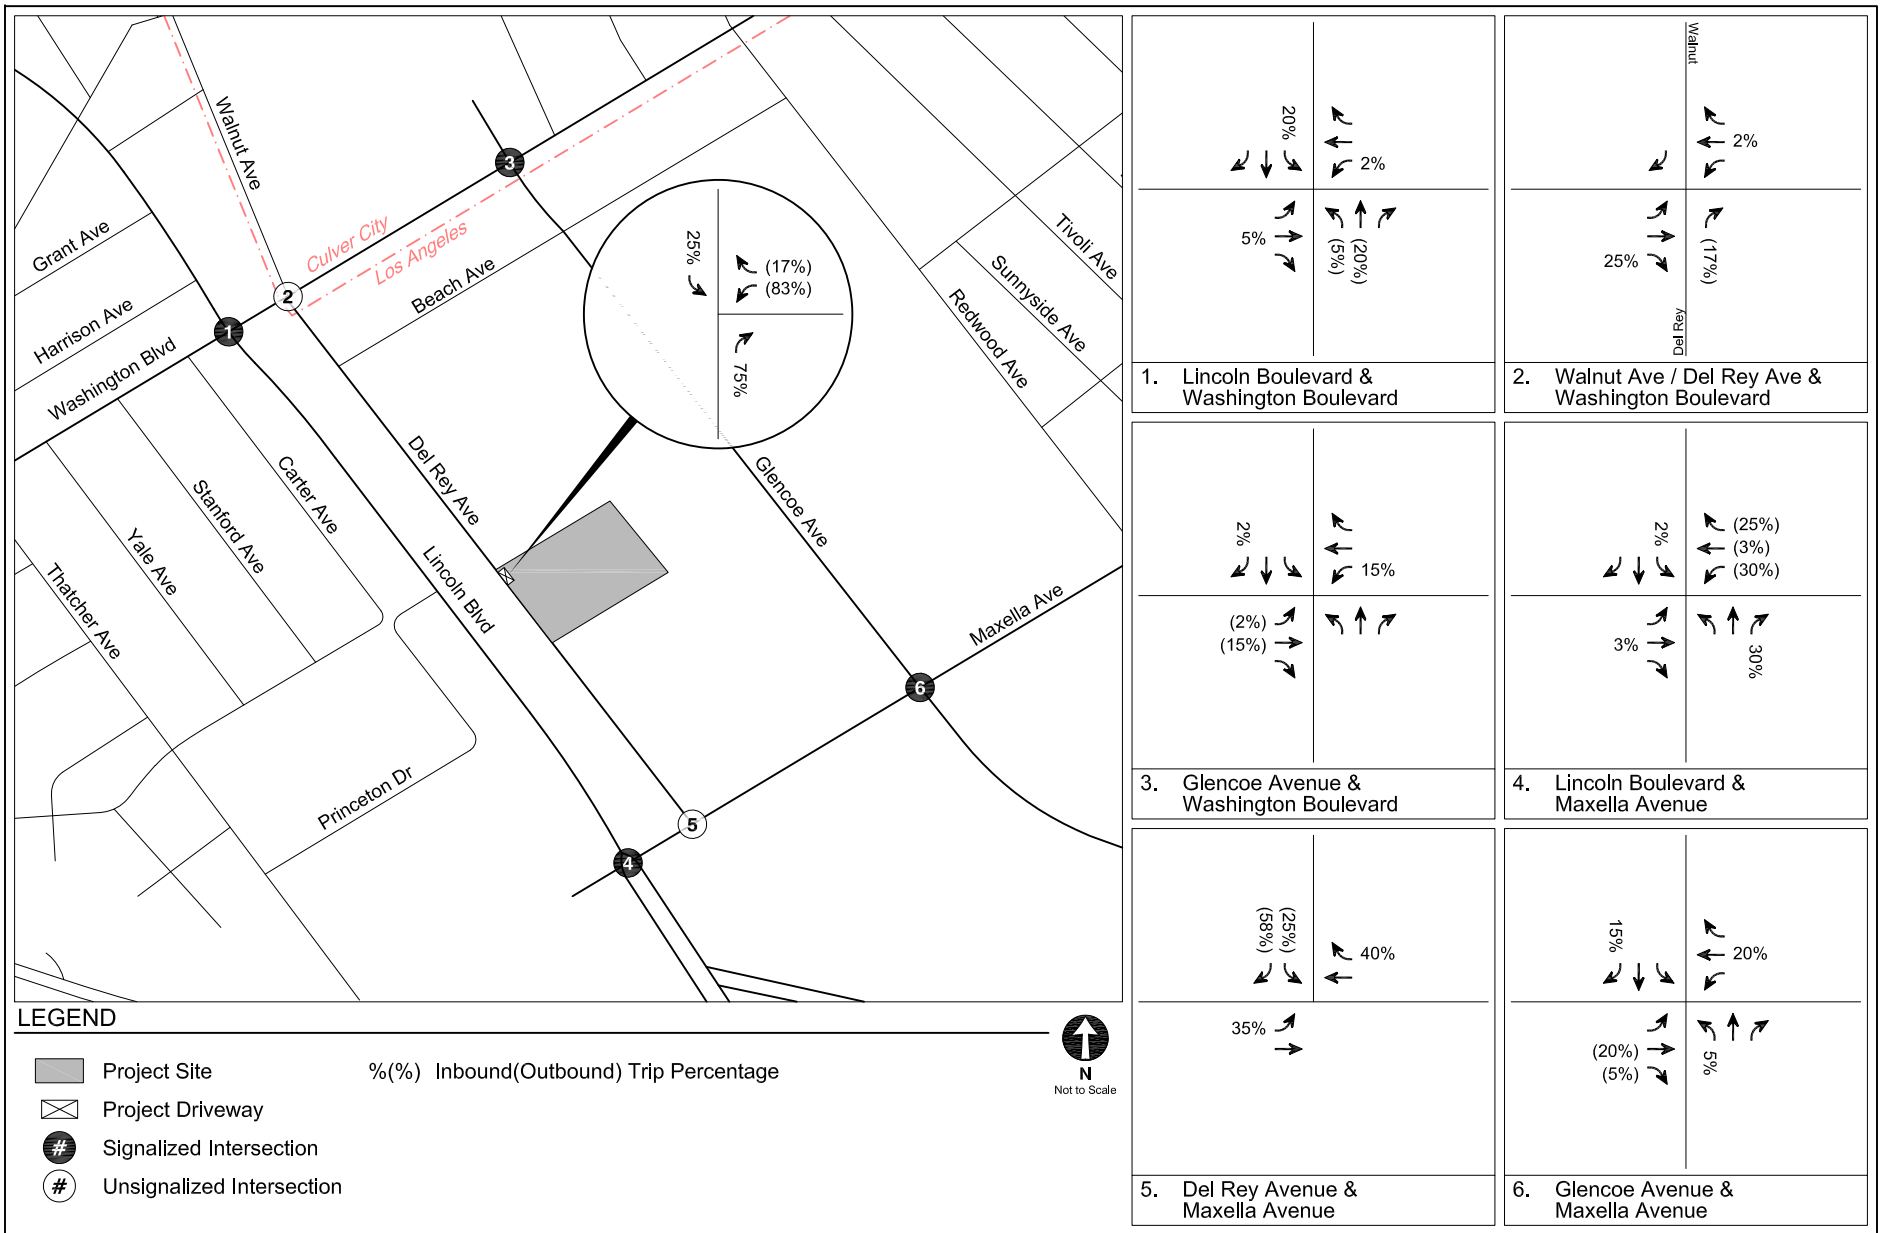 Walnut Ave
Grant Ave
Harrison Ave
Washington Blvd
Culver City
Los Angeles
Beach Ave
Tivoli Ave
Sunnyside Ave
Redwood Ave
Carter Ave
Stanford Ave
Yale Ave
Thatcher Ave
Del Rey Ave
Lincoln Blvd
Glencoe Ave
Maxella Ave
Princeton Dr
1
2
3
4
5
6
25%
(17%)
(83%)
75%
20%
2%
5%
(5%)
(20%)
1. Lincoln Boulevard &
Washington Boulevard
Walnut
2%
25%
(17%)
Del Rey
2. Walnut Ave / Del Rey Ave &
Washington Boulevard
2%
15%
(2%)
(15%)
3. Glencoe Avenue &
Washington Boulevard
2%
(25%)
(3%)
(30%)
3%
30%
4. Lincoln Boulevard &
Maxella Avenue
(58%)
(25%)
40%
35%
5. Del Rey Avenue &
Maxella Avenue
15%
20%
(20%)
(5%)
5%
6. Glencoe Avenue &
Maxella Avenue
LEGEND
Project Site
%(%) Inbound(Outbound) Trip Percentage
Project Driveway
# Signalized Intersection
# Unsignalized Intersection
N
Not to Scale